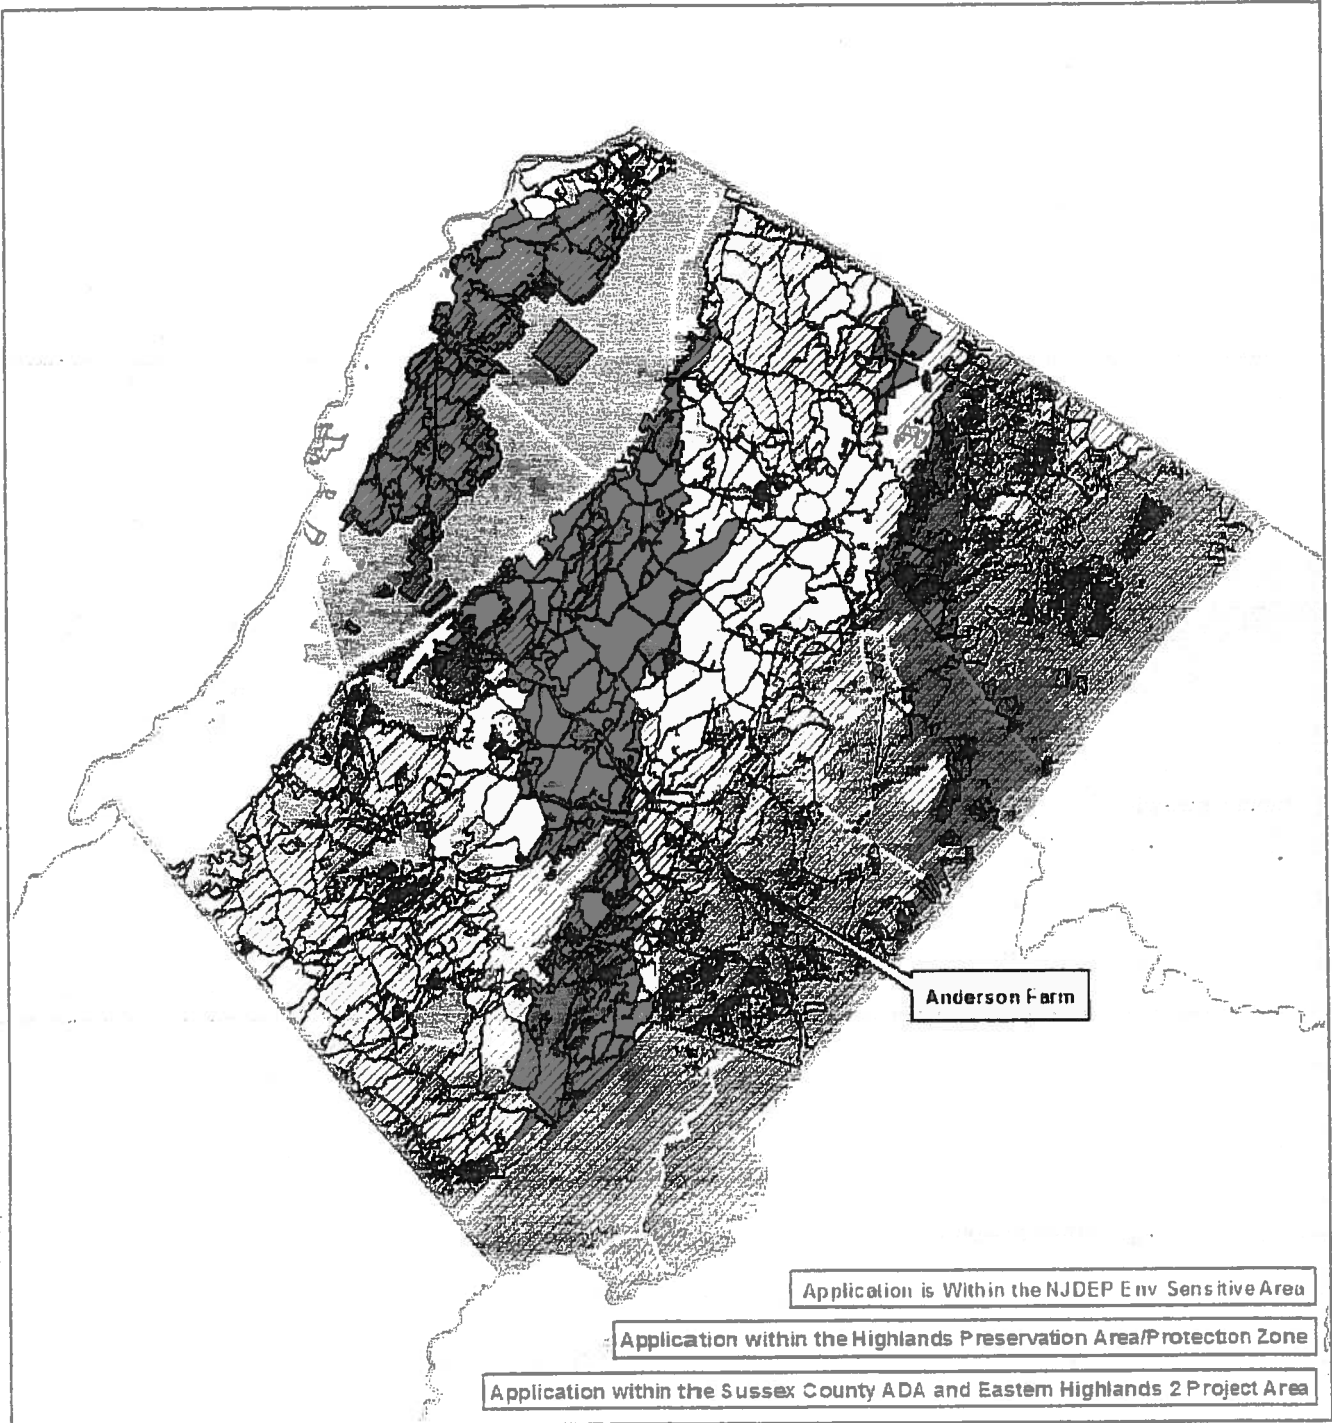 Anderson Farm
Application is Within the NJDEP Env Sensitive Area
Application within the Highlands Preservation Area/Protection Zone
Application within the Sussex County ADA and Eastern Highlands 2 Project Area